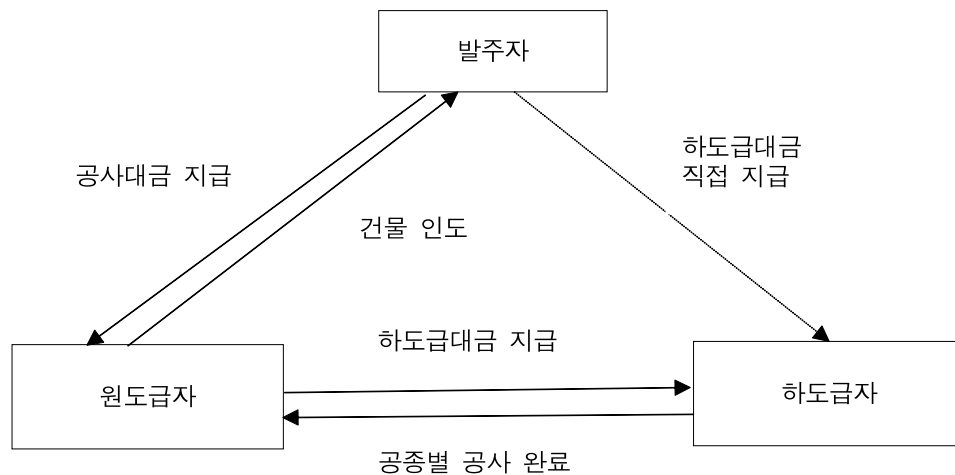 발주자
하도급대금
직접 지급
공사대금 지급
건물 인도
하도급대금 지급
원도급자
하도급자
공종별 공사 완료